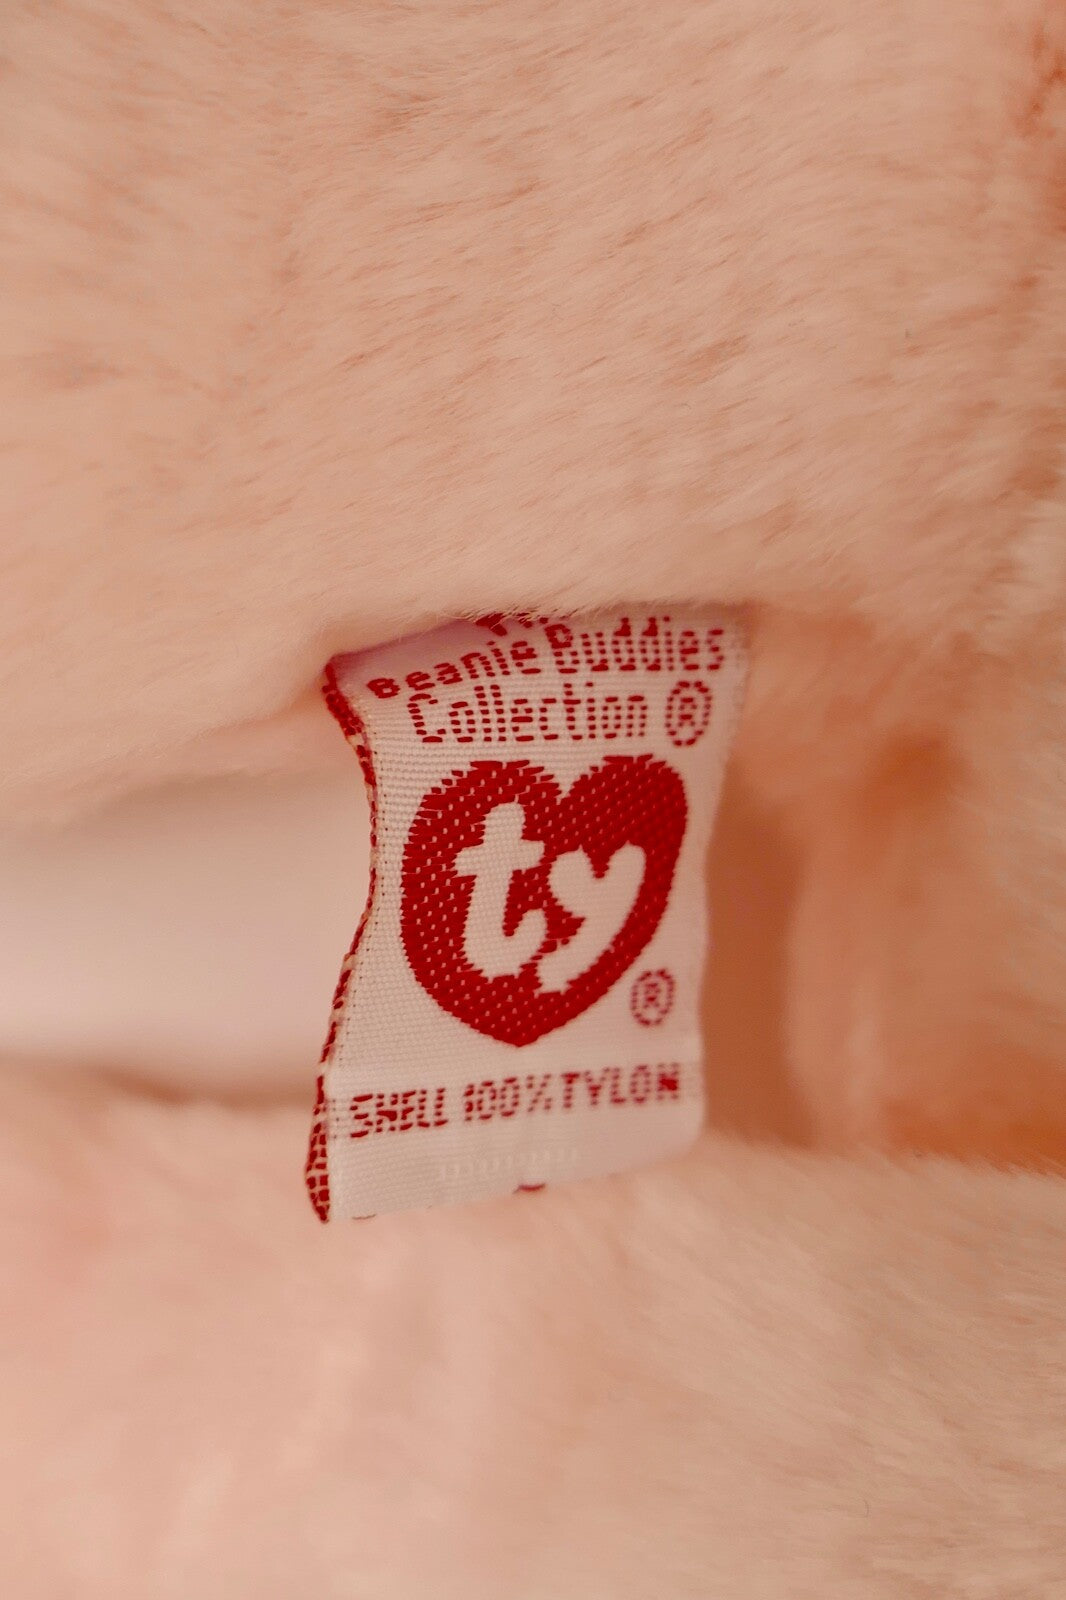 Beanie Buddies
Collection ®
ty
®
SHELL 100% TYLON